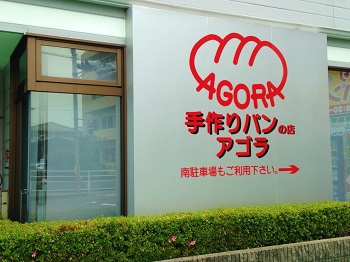 AGORA
手作りパンの店
アゴラ
南駐車場もご利用下さい。→